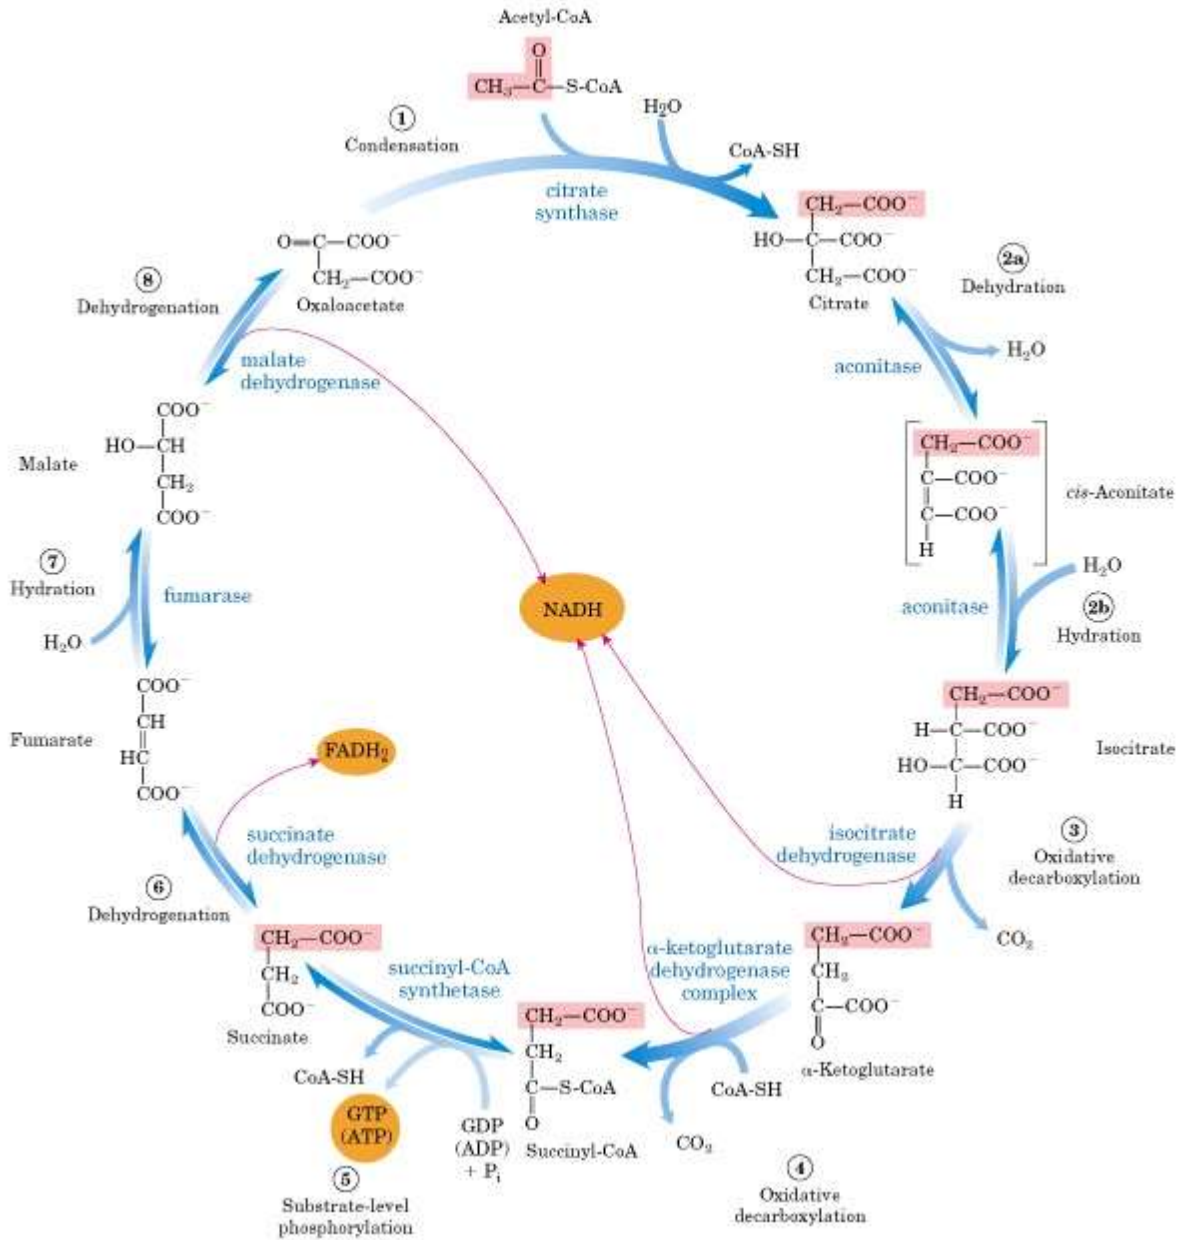 Acetyl-CoA
O
CH₃—C—S-CoA
H₂O
①
Condensation
CoA-SH
citrate
synthase
CH₂—COO⁻
HO—C—COO⁻
CH₂—COO⁻
Citrate
2a
Dehydration
H₂O
aconitase
CH₂—COO⁻
C—COO⁻
C—COO⁻
H
cis-Aconitate
H₂O
aconitase
2b
Hydration
CH₂—COO⁻
H—C—COO⁻
HO—C—COO⁻
H
Isocitrate
③
Oxidative
decarboxylation
isocitrate
dehydrogenase
CO₂
CH₂—COO⁻
CH₂
C—COO⁻
O
α-Ketoglutarate
α-ketoglutarate
dehydrogenase
complex
CoA-SH
CO₂
④
Oxidative
decarboxylation
CH₂—COO⁻
CH₂
C—S-CoA
O
Succinyl-CoA
succinyl-CoA
synthetase
GDP
(ADP)
+ Pᵢ
CoA-SH
GTP
(ATP)
⑤
Substrate-level
phosphorylation
CH₂—COO⁻
CH₂
COO⁻
Succinate
⑥
Dehydrogenation
succinate
dehydrogenase
FADH₂
COO⁻
CH
HC
COO⁻
Fumarate
⑦
Hydration
H₂O
fumarase
COO⁻
HO—CH
CH₂
COO⁻
Malate
⑧
Dehydrogenation
malate
dehydrogenase
O=C—COO⁻
CH₂—COO⁻
Oxaloacetate
NADH